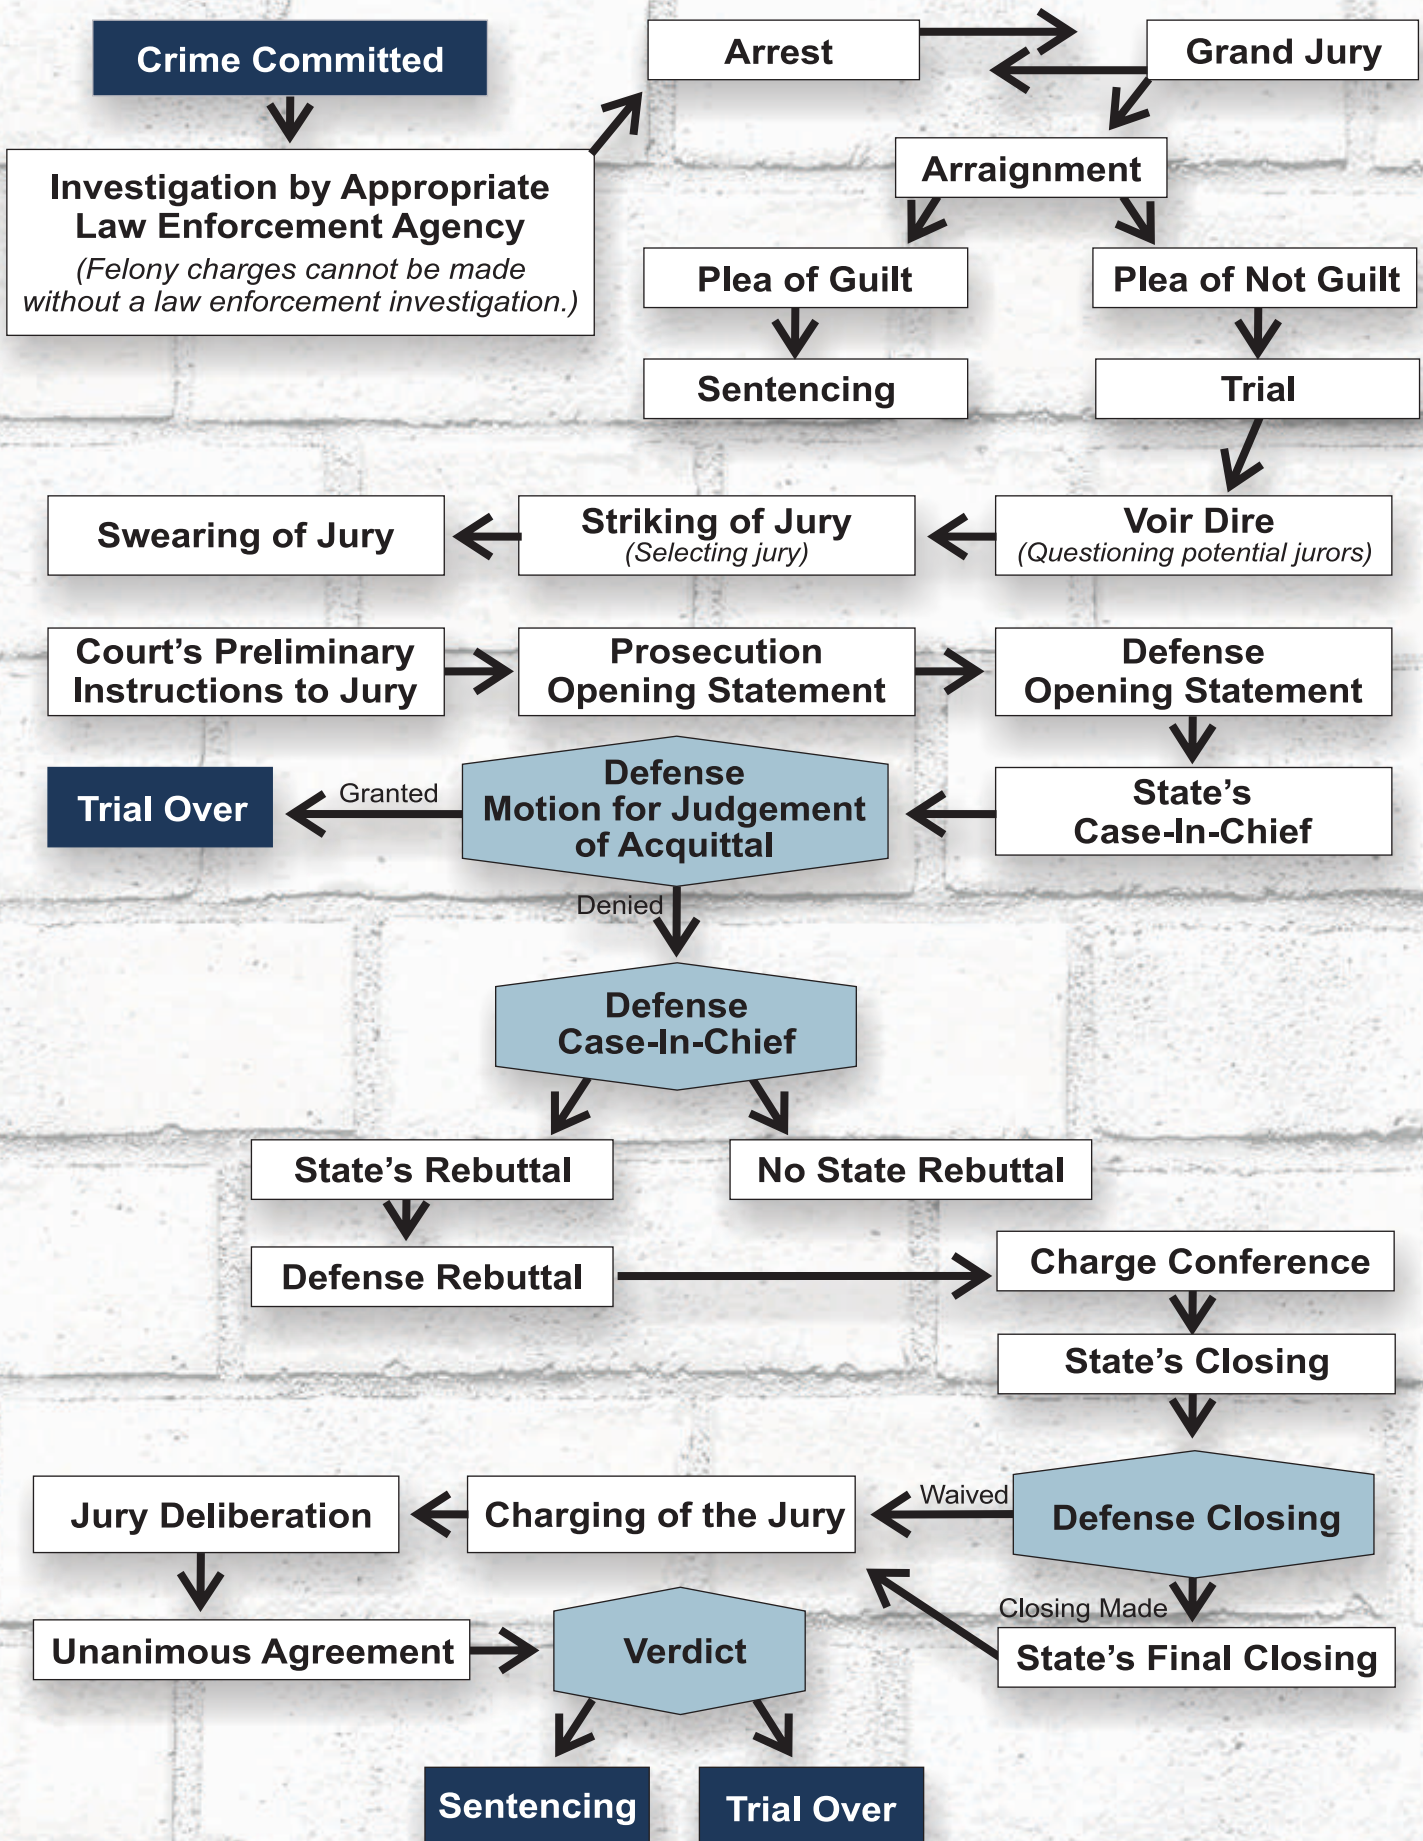 Crime Committed
Arrest
Grand Jury
Investigation by Appropriate
Law Enforcement Agency
(Felony charges cannot be made
without a law enforcement investigation.)
Arraignment
Plea of Guilt
Plea of Not Guilt
Sentencing
Trial
Voir Dire
(Questioning potential jurors)
Striking of Jury
(Selecting jury)
Swearing of Jury
Court’s Preliminary
Instructions to Jury
Prosecution
Opening Statement
Defense
Opening Statement
State’s
Case-In-Chief
Defense
Motion for Judgement
of Acquittal
Granted
Trial Over
Denied
Defense
Case-In-Chief
State’s Rebuttal
No State Rebuttal
Defense Rebuttal
Charge Conference
State’s Closing
Defense Closing
Waived
Closing Made
State’s Final Closing
Charging of the Jury
Jury Deliberation
Unanimous Agreement
Verdict
Sentencing
Trial Over